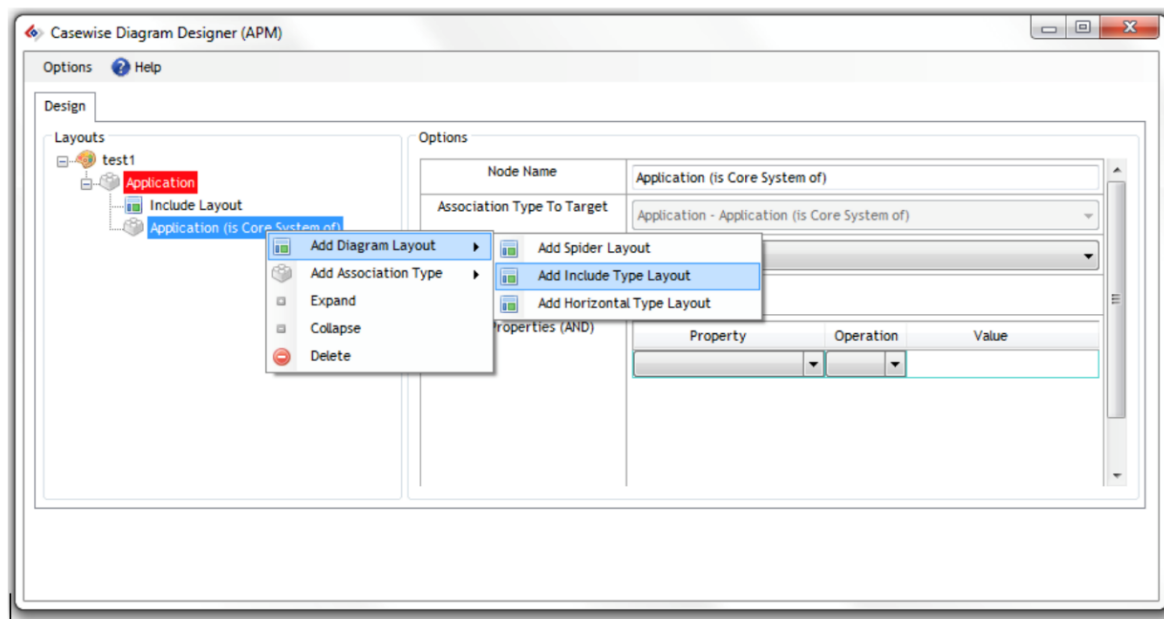 Casewise Diagram Designer (APM)
Options Help
Design
Layouts
test1
Application
Include Layout
Application (is Core System of)
Add Diagram Layout
Add Association Type
Expand
Collapse
Delete
Add Spider Layout
Add Include Type Layout
Add Horizontal Type Layout
Options
Node Name Application (is Core System of)
Association Type To Target Application - Application (is Core System of)
Properties (AND)
Property Operation Value